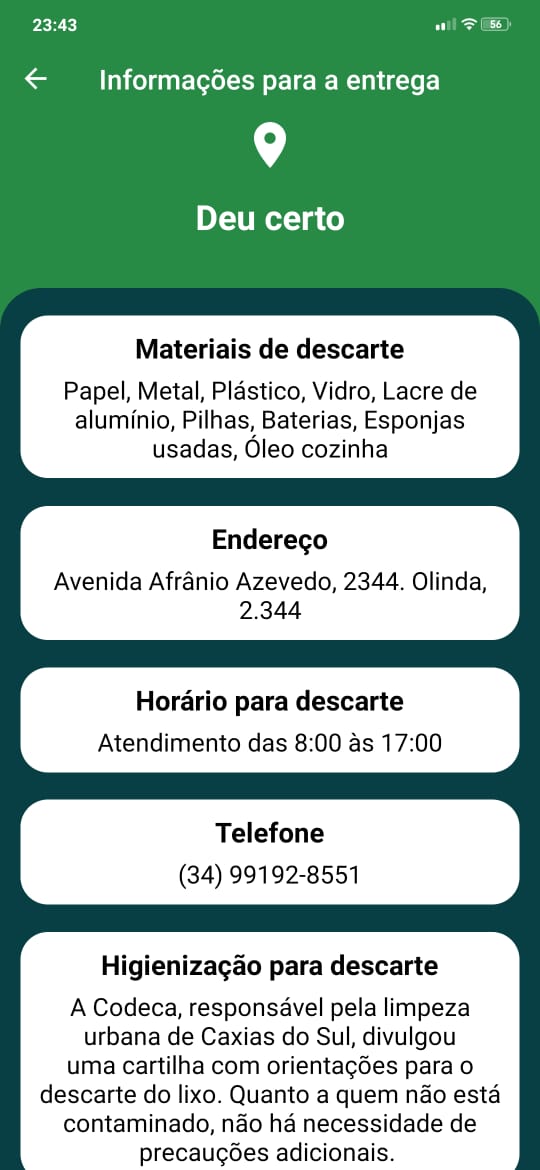 23:43
56
Informações para a entrega
Deu certo
Materiais de descarte
Papel, Metal, Plástico, Vidro, Lacre de
alumínio, Pilhas, Baterias, Esponjas
usadas, Óleo cozinha
Endereço
Avenida Afrânio Azevedo, 2344. Olinda,
2.344
Horário para descarte
Atendimento das 8:00 às 17:00
Telefone
(34) 99192-8551
Higienização para descarte
A Codeca, responsável pela limpeza
urbana de Caxias do Sul, divulgou
uma cartilha com orientações para o
descarte do lixo. Quanto a quem não está
contaminado, não há necessidade de
precauções adicionais.